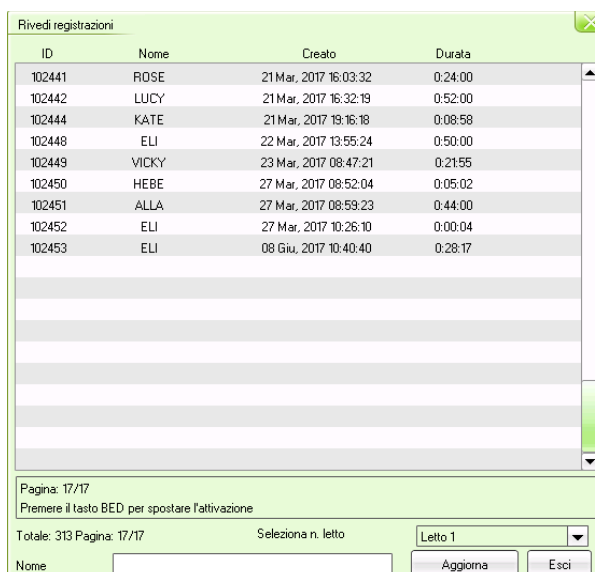 Rivedi registrazioni
ID Nome Creato Durata
102441 ROSE 21 Mar, 2017 16:03:32 0:24:00
102442 LUCY 21 Mar, 2017 16:32:19 0:52:00
102444 KATE 21 Mar, 2017 19:16:18 0:08:58
102448 ELI 22 Mar, 2017 13:55:24 0:50:00
102449 VICKY 23 Mar, 2017 08:47:21 0:21:55
102450 HEBE 27 Mar, 2017 08:52:04 0:05:02
102451 ALLA 27 Mar, 2017 08:59:23 0:44:00
102452 ELI 27 Mar, 2017 10:26:10 0:00:04
102453 ELI 08 Giu, 2017 10:40:40 0:28:17
Pagina: 17/17
Premere il tasto BED per spostare l'attivazione
Totale: 313 Pagina: 17/17 Seleziona n. letto Letto 1
Nome Aggiorna Esci